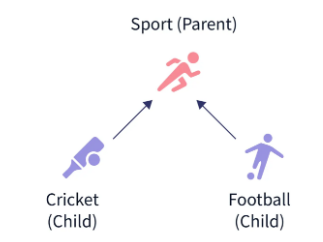 Sport (Parent)
Cricket
(Child)
Football
(Child)